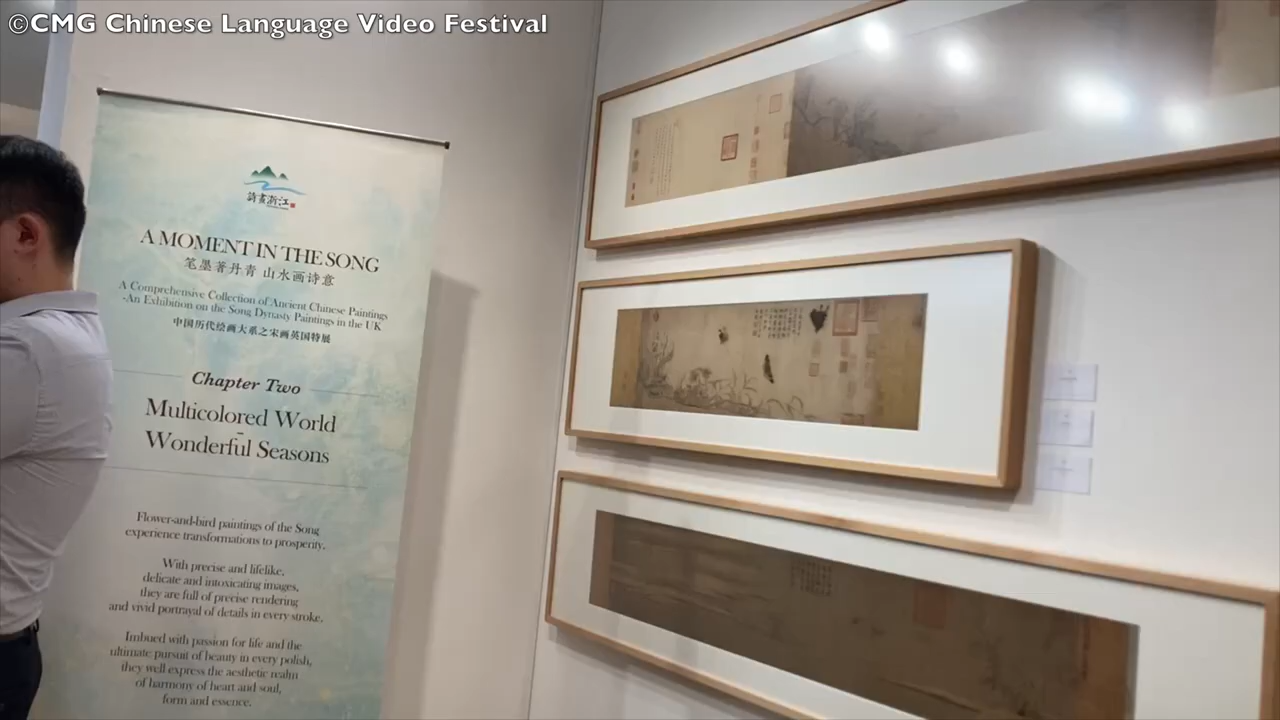 ©CMG Chinese Language Video Festival
詩畫浙江
A MOMENT IN THE SONG
笔墨著丹青 山水画诗意
A Comprehensive Collection of Ancient Chinese Paintings
-An Exhibition on the Song Dynasty Paintings in the UK
中国历代绘画大系之宋画英国特展
Chapter Two
Multicolored World
-
Wonderful Seasons
Flower-and-bird paintings of the Song
experience transformations to prosperity.
With precise and lifelike,
delicate and intoxicating images,
they are full of precise rendering
and vivid portrayal of details in every stroke.
Imbued with passion for life and the
ultimate pursuit of beauty in every polish,
they well express the aesthetic realm
of harmony of heart and soul,
form and essence.